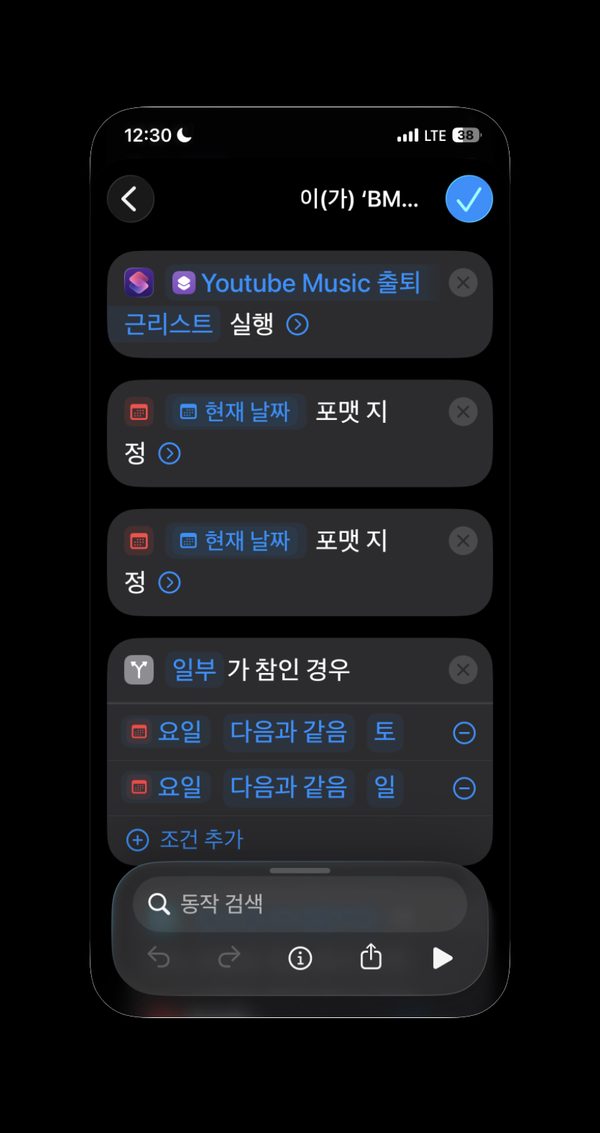 12:30 LTE 38
이(가) ‘BM...
Youtube Music 출퇴
근리스트 실행
현재 날짜 포맷 지
정
현재 날짜 포맷 지
정
일부 가 참인 경우
요일 다음과 같음 토
요일 다음과 같음 일
조건 추가
동작 검색